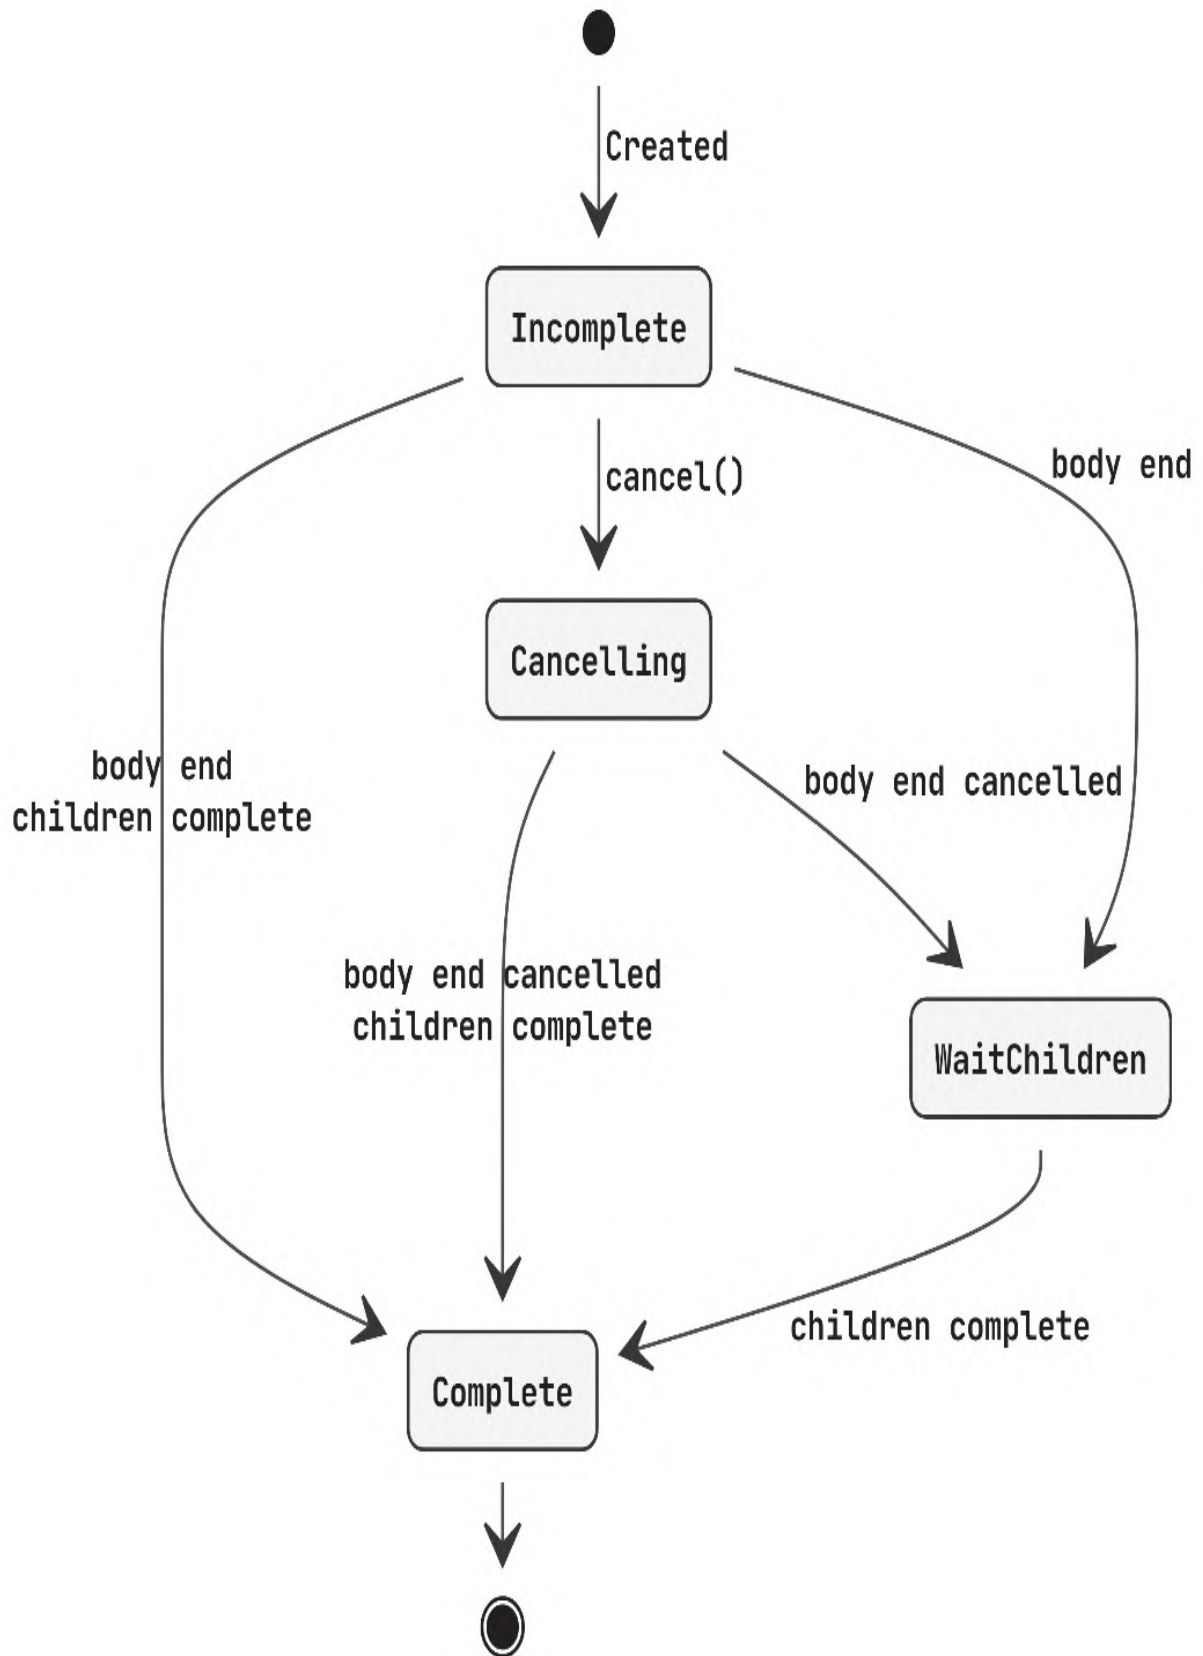 Created
Incomplete
body end
cancel()
Cancelling
body end
children complete
body end cancelled
body end cancelled
children complete
WaitChildren
children complete
Complete